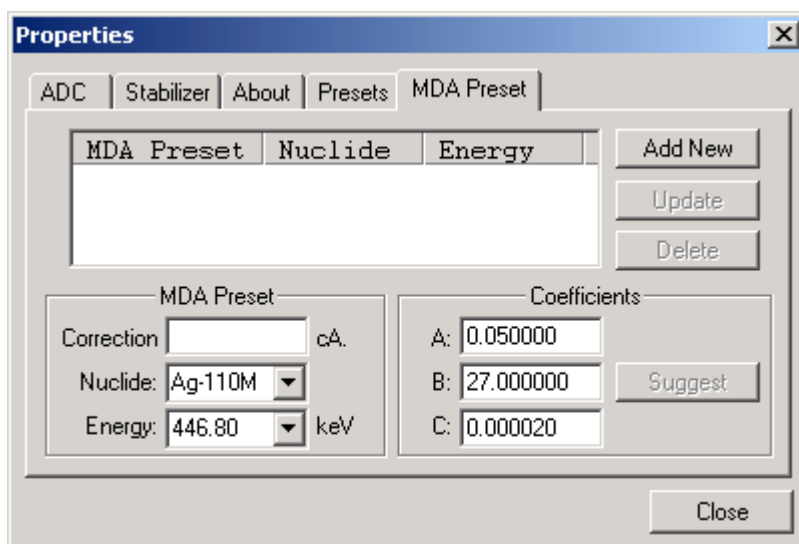 Properties
ADC Stabilizer About Presets MDA Preset
MDA Preset Nuclide Energy
Add New
Update
Delete
MDA Preset
Correction cA.
Nuclide: Ag-110M
Energy: 446.80 keV
Coefficients
A: 0.050000
B: 27.000000 Suggest
C: 0.000020
Close